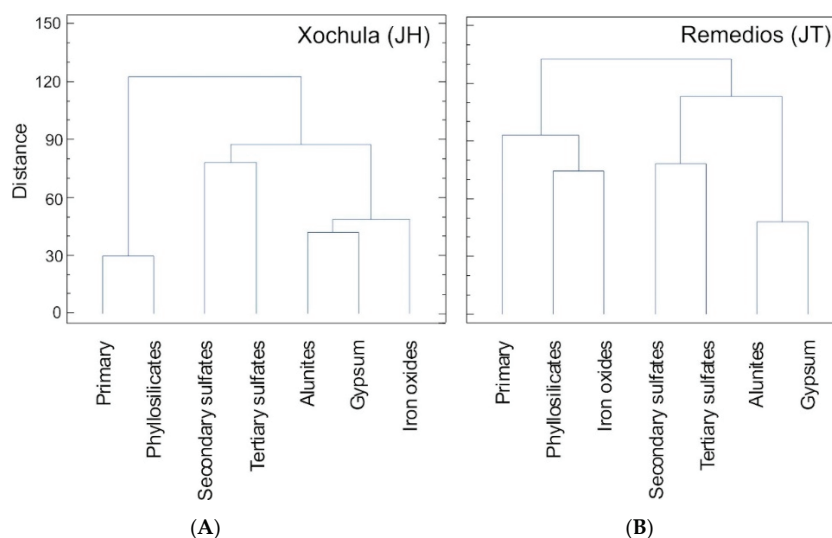 Xochula (JH)
Remedios (JT)
Distance
150
120
90
60
30
0
Primary
Phyllosilicates
Secondary sulfates
Tertiary sulfates
Alunites
Gypsum
Iron oxides
Primary
Phyllosilicates
Iron oxides
Secondary sulfates
Tertiary sulfates
Alunites
Gypsum
(A)
(B)